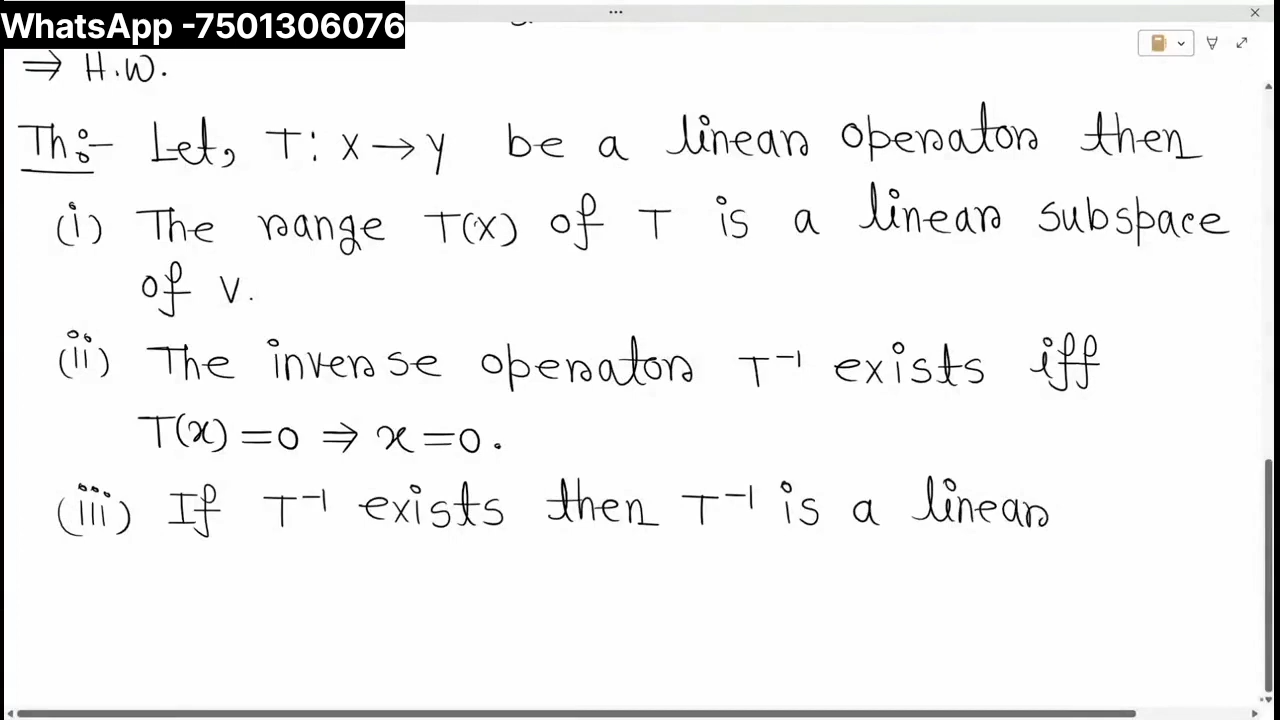 WhatsApp -7501306076
⇒ H.W.
Th:- Let, T: X → Y be a linear operator then
(i) The range T(X) of T is a linear subspace
of V.
(ii) The inverse operator T⁻¹ exists iff
T(x) = 0 ⇒ x = 0.
(iii) If T⁻¹ exists then T⁻¹ is a linear